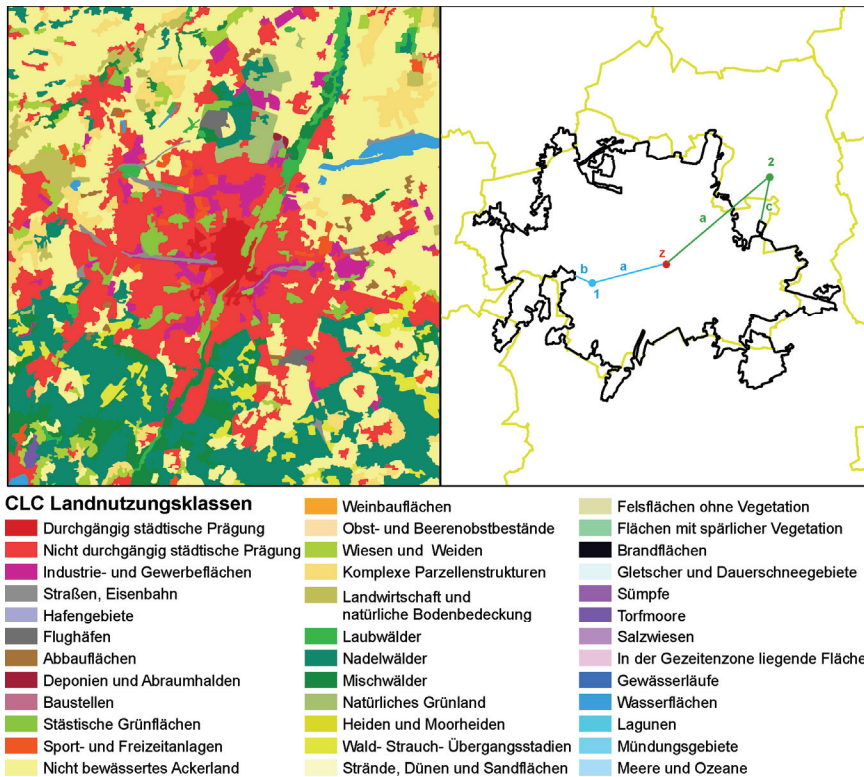 2
a
c
z
b
a
1
CLC Landnutzungsklassen
Durchgängig städtische Prägung
Nicht durchgängig städtische Prägung
Industrie- und Gewerbeflächen
Straßen, Eisenbahn
Hafengebiete
Flughäfen
Abbauflächen
Deponien und Abraumhalden
Baustellen
Stästische Grünflächen
Sport- und Freizeitanlagen
Nicht bewässertes Ackerland
Weinbauflächen
Obst- und Beerenobstbestände
Wiesen und Weiden
Komplexe Parzellenstrukturen
Landwirtschaft und
natürliche Bodenbedeckung
Laubwälder
Nadelwälder
Mischwälder
Natürliches Grünland
Heiden und Moorheiden
Wald- Strauch- Übergangsstadien
Strände, Dünen und Sandflächen
Felsflächen ohne Vegetation
Flächen mit spärlicher Vegetation
Brandflächen
Gletscher und Dauerschneegebiete
Sümpfe
Torfmoore
Salzwiesen
In der Gezeitenzone liegende Fläche
Gewässerläufe
Wasserflächen
Lagunen
Mündungsgebiete
Meere und Ozeane